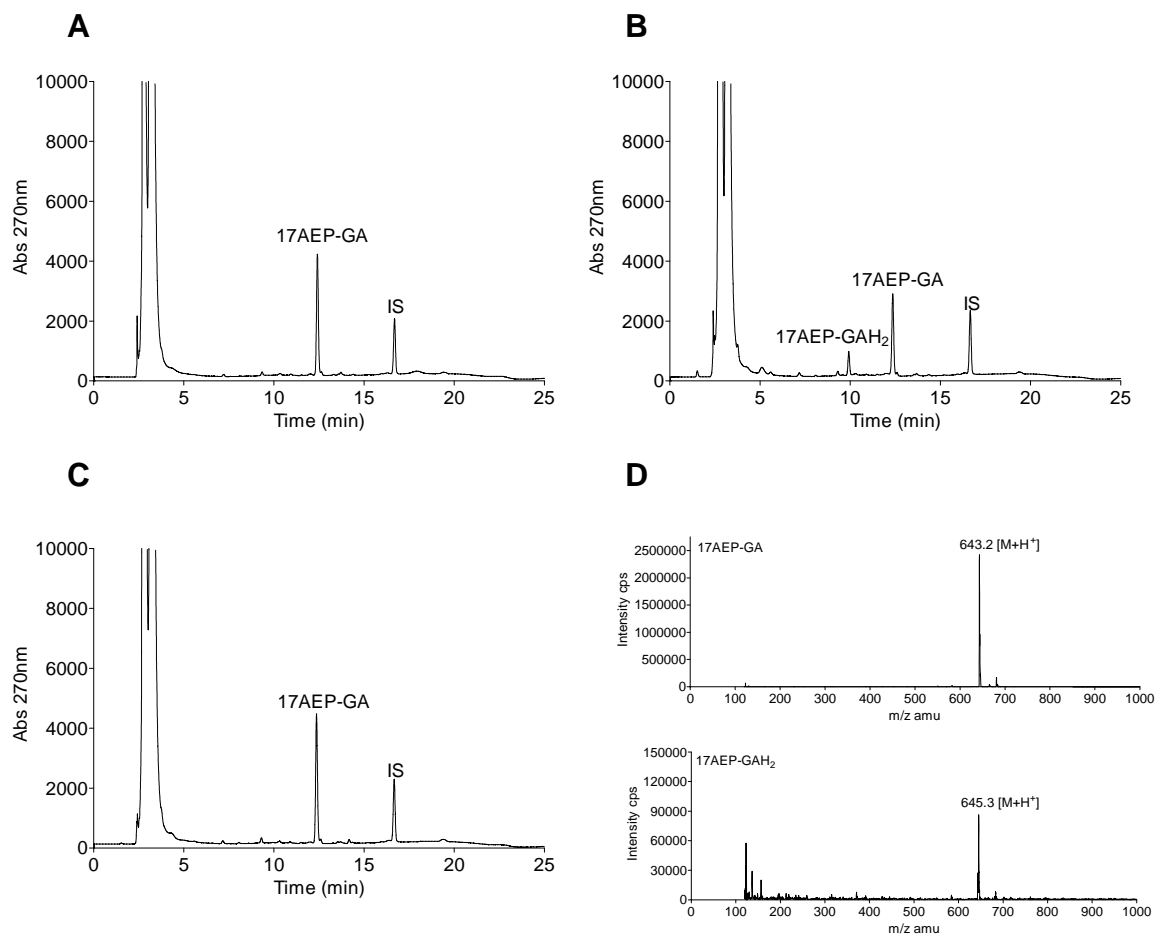 A
10000
8000
6000
4000
2000
0
Abs 270nm
17AEP-GA
IS
0 5 10 15 20 25
Time (min)
B
10000
8000
6000
4000
2000
0
Abs 270nm
17AEP-GAH₂
17AEP-GA
IS
0 5 10 15 20 25
Time (min)
C
10000
8000
6000
4000
2000
0
Abs 270nm
17AEP-GA
IS
0 5 10 15 20 25
Time (min)
D
17AEP-GA
643.2 [M+H⁺]
2500000
2000000
1500000
1000000
500000
0
Intensity cps
0 100 200 300 400 500 600 700 800 900 1000
m/z amu
17AEP-GAH₂
645.3 [M+H⁺]
150000
120000
90000
60000
30000
0
Intensity cps
0 100 200 300 400 500 600 700 800 900 1000
m/z amu